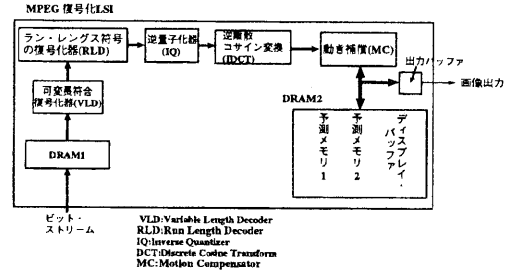 MPEG 復号化LSI
ラン・レングス符号
の復号化器(RLD)
逆量子化器
(IQ)
逆離散
コサイン変換
(IDCT)
動き補償(MC)
出力バッファ
画像出力
可変長符合
復号化器(VLD)
DRAM1
DRAM2
予測メモリ1
予測メモリ2
ディスプレイ・
バッファ
ビット・
ストリーム
VLD:Variable Length Decoder
RLD:Run Length Decoder
IQ:Inverse Quantizer
DCT:Discrete Cosine Transform
MC:Motion Compensator